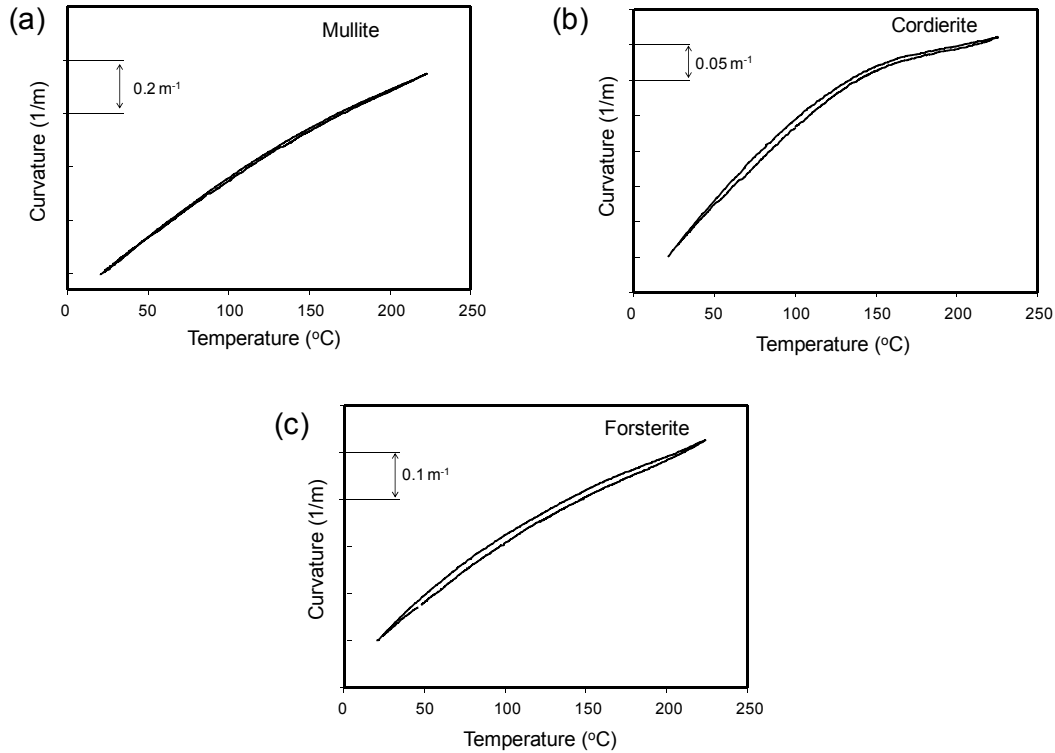 (a)
Mullite
0.2 m-1
Curvature (1/m)
0 50 100 150 200 250
Temperature (oC)
(b)
Cordierite
0.05 m-1
Curvature (1/m)
0 50 100 150 200 250
Temperature (oC)
(c)
Forsterite
0.1 m-1
Curvature (1/m)
0 50 100 150 200 250
Temperature (oC)